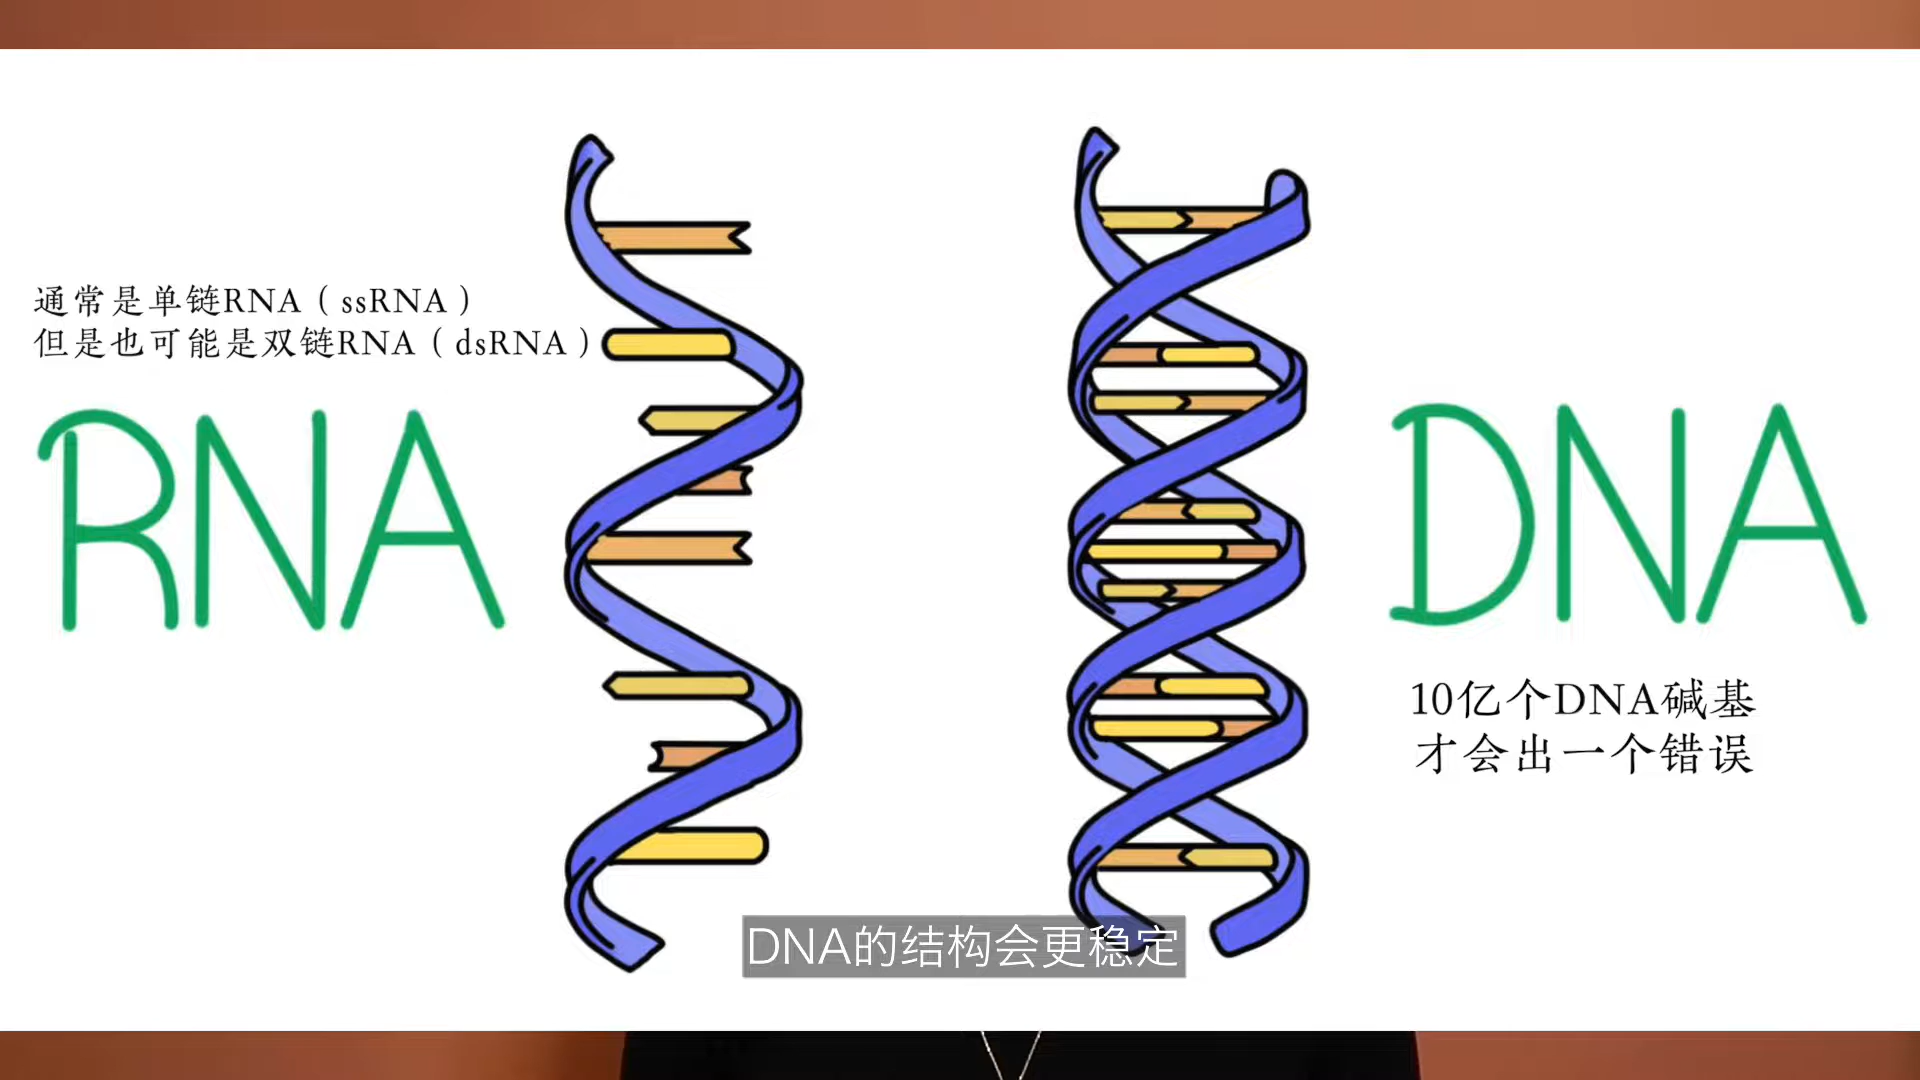 通常是单链RNA（ssRNA）
但是也可能是双链RNA（dsRNA）
RNA
DNA
10亿个DNA碱基
才会出一个错误
DNA的结构会更稳定